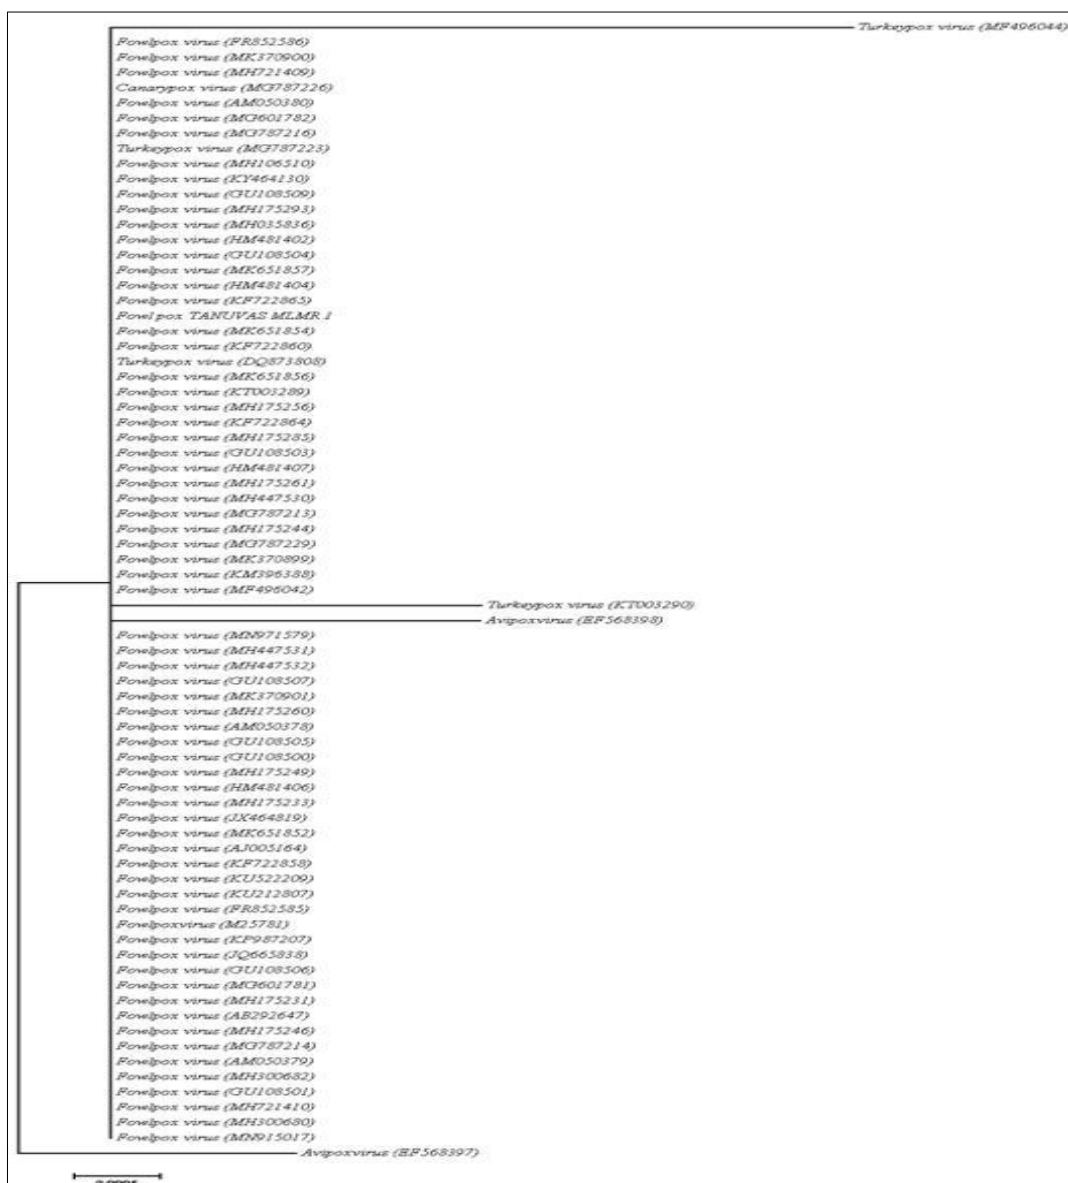 Turkeypox virus (MF496044)
Fowlpox virus (FR852586)
Fowlpox virus (MK370900)
Fowlpox virus (MH721409)
Canarypox virus (MG787226)
Fowlpox virus (AM050380)
Fowlpox virus (MG601782)
Fowlpox virus (MG787216)
Turkeypox virus (MG787223)
Fowlpox virus (MH106510)
Fowlpox virus (KY464130)
Fowlpox virus (GU108509)
Fowlpox virus (MH175293)
Fowlpox virus (MH035836)
Fowlpox virus (HM481402)
Fowlpox virus (GU108504)
Fowlpox virus (MK651857)
Fowlpox virus (HM481404)
Fowlpox virus (KF722865)
Fowl pox TANUVAS MLMR 1
Fowlpox virus (MK651854)
Fowlpox virus (KF722860)
Turkeypox virus (DQ873808)
Fowlpox virus (MK651856)
Fowlpox virus (KT003289)
Fowlpox virus (MH175256)
Fowlpox virus (KF722864)
Fowlpox virus (MH175285)
Fowlpox virus (GU108503)
Fowlpox virus (HM481407)
Fowlpox virus (MH175261)
Fowlpox virus (MH447530)
Fowlpox virus (MG787213)
Fowlpox virus (MH175244)
Fowlpox virus (MG787229)
Fowlpox virus (MK370899)
Fowlpox virus (KM396388)
Fowlpox virus (MF496042)
Turkeypox virus (KT003290)
Avipoxvirus (EF568398)
Fowlpox virus (MN971579)
Fowlpox virus (MH447531)
Fowlpox virus (MH447532)
Fowlpox virus (GU108507)
Fowlpox virus (MK370901)
Fowlpox virus (MH175260)
Fowlpox virus (AM050378)
Fowlpox virus (GU108505)
Fowlpox virus (GU108500)
Fowlpox virus (MH175249)
Fowlpox virus (HM481406)
Fowlpox virus (MH175233)
Fowlpox virus (JX464819)
Fowlpox virus (MK651852)
Fowlpox virus (AJ005164)
Fowlpox virus (KF722858)
Fowlpox virus (KU522209)
Fowlpox virus (KU212807)
Fowlpox virus (FR852585)
Fowlpoxvirus (M25781)
Fowlpox virus (KP987207)
Fowlpox virus (JQ665838)
Fowlpox virus (GU108506)
Fowlpox virus (MG601781)
Fowlpox virus (MH175231)
Fowlpox virus (AB292647)
Fowlpox virus (MH175246)
Fowlpox virus (MG787214)
Fowlpox virus (AM050379)
Fowlpox virus (MH300682)
Fowlpox virus (GU108501)
Fowlpox virus (MH721410)
Fowlpox virus (MH300680)
Fowlpox virus (MN915017)
Avipoxvirus (EF568397)